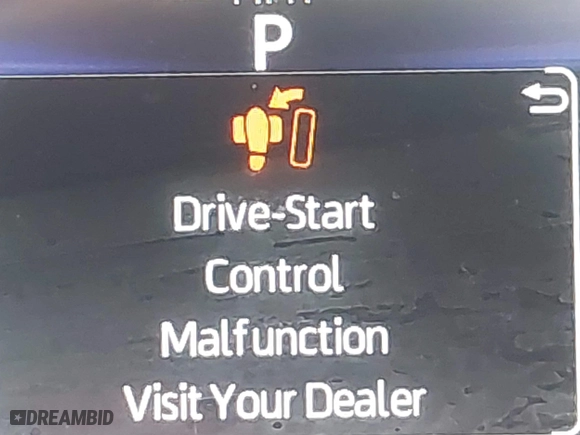 P
Drive-Start
Control
Malfunction
Visit Your Dealer
DREAMBID